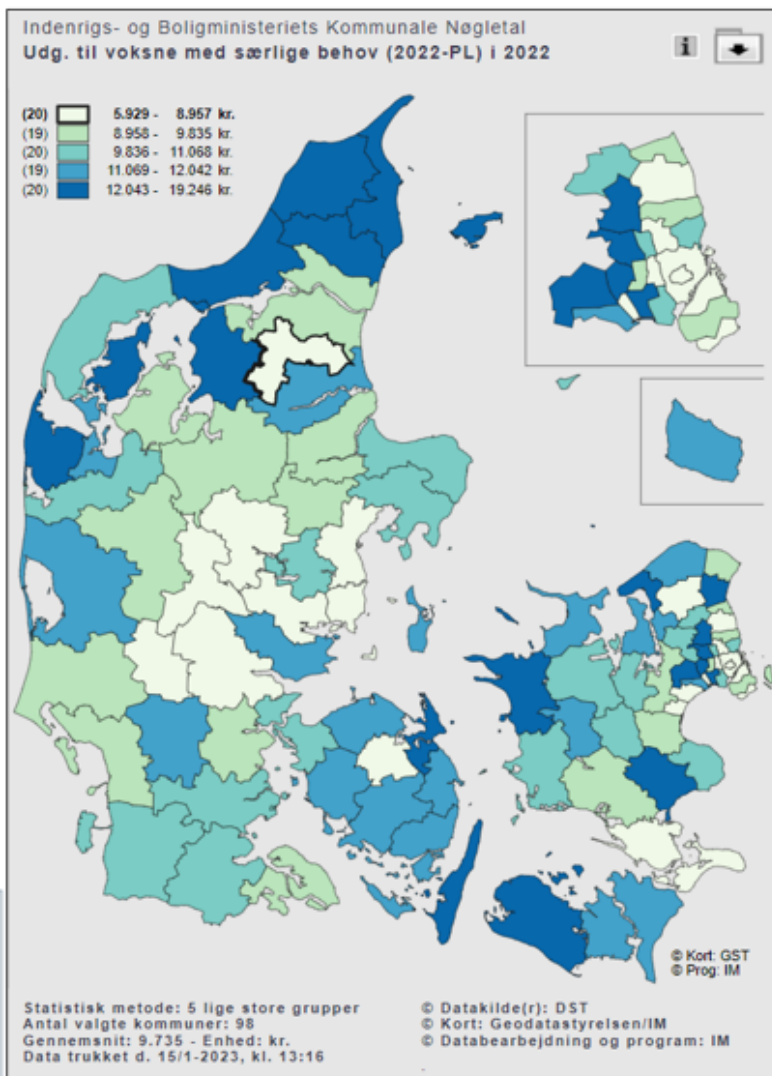 Indenrigs- og Boligministeriets Kommunale Nøgletal
Udg. til voksne med særlige behov (2022-PL) i 2022
i
(20) 5.929 - 8.957 kr.
(19) 8.958 - 9.835 kr.
(20) 9.836 - 11.068 kr.
(19) 11.069 - 12.042 kr.
(20) 12.043 - 19.246 kr.
© Kort: GST
© Prog: IM
Statistisk metode: 5 lige store grupper
Antal valgte kommuner: 98
Gennemsnit: 9.735 - Enhed: kr.
Data trukket d. 15/1-2023, kl. 13:16
© Datakilde(r): DST
© Kort: Geodatastyrelsen/IM
© Databearbejdning og program: IM